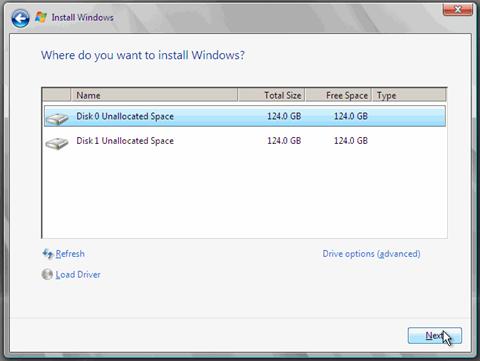 Install Windows
Where do you want to install Windows?
Name Total Size Free Space Type
Disk 0 Unallocated Space 124.0 GB 124.0 GB
Disk 1 Unallocated Space 124.0 GB 124.0 GB
Refresh Drive options (advanced)
Load Driver
Next